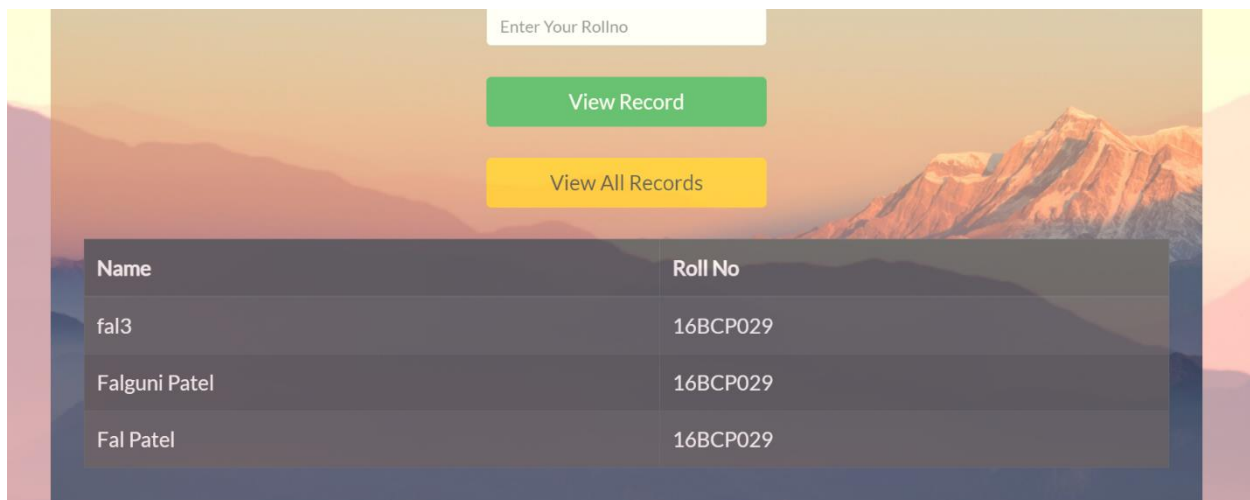 Enter Your Rollno
View Record
View All Records
Name Roll No
fal3 16BCP029
Falguni Patel 16BCP029
Fal Patel 16BCP029